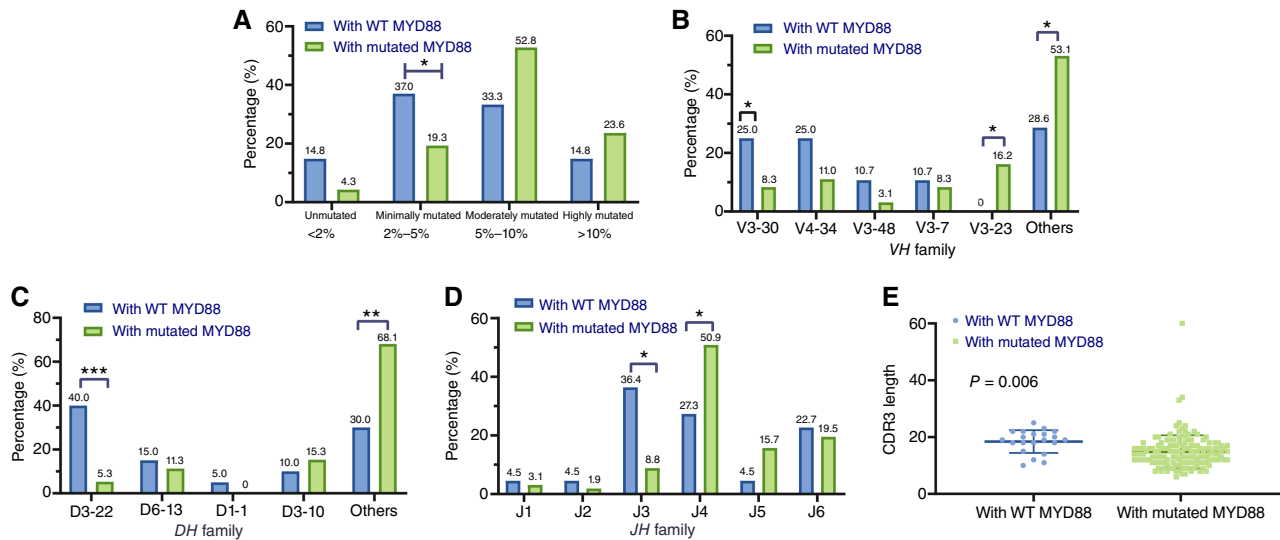 A
With WT MYD88
With mutated MYD88
Percentage (%)
60
40
20
0
14.8
4.3
37.0
19.3
*
33.3
52.8
14.8
23.6
Unmutated
Minimally mutated
Moderately mutated
Highly mutated
<2%
2%–5%
5%–10%
>10%
B
With WT MYD88
With mutated MYD88
Percentage (%)
60
40
20
0
*
25.0
8.3
25.0
11.0
10.7
3.1
10.7
8.3
*
0
16.2
*
28.6
53.1
V3-30
V4-34
V3-48
V3-7
V3-23
Others
VH family
C
With WT MYD88
With mutated MYD88
Percentage (%)
80
60
40
20
0
***
40.0
5.3
15.0
11.3
5.0
0
10.0
15.3
**
30.0
68.1
D3-22
D6-13
D1-1
D3-10
Others
DH family
D
With WT MYD88
With mutated MYD88
Percentage (%)
60
40
20
0
4.5
3.1
4.5
1.9
*
36.4
8.8
*
27.3
50.9
4.5
15.7
22.7
19.5
J1
J2
J3
J4
J5
J6
JH family
E
With WT MYD88
With mutated MYD88
P = 0.006
CDR3 length
60
40
20
0
With WT MYD88
With mutated MYD88